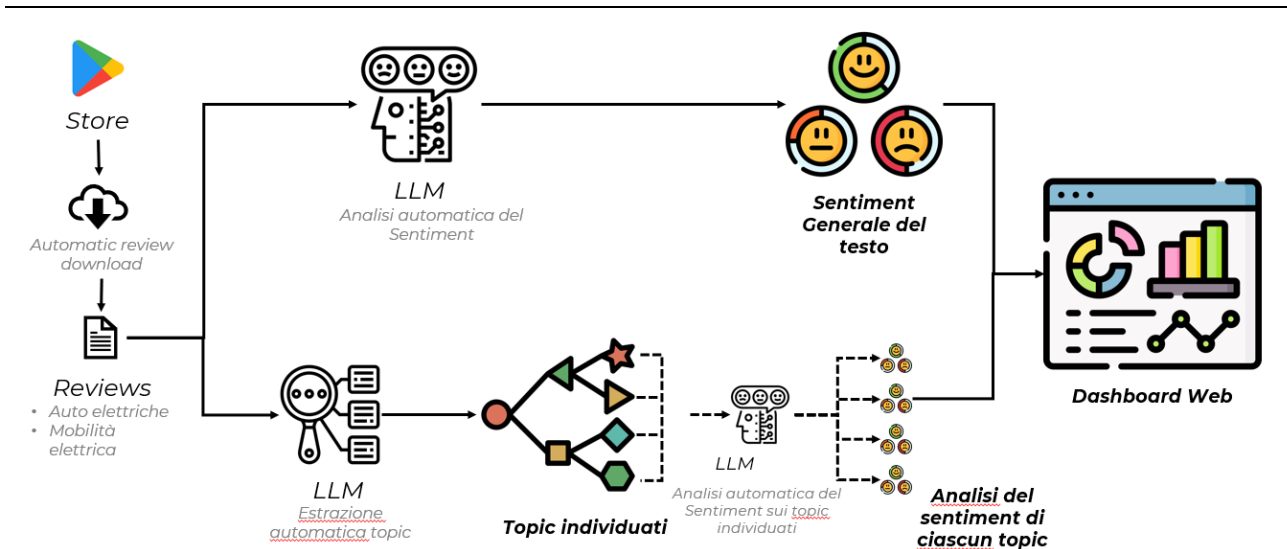 Store
Automatic review
download
Reviews
• Auto elettriche
• Mobilità
elettrica
LLM
Analisi automatica del
Sentiment
Sentiment
Generale del
testo
LLM
Estrazione
automatica topic
Topic individuati
LLM
Analisi automatica del
Sentiment sui topic
individuati
Analisi del
sentiment di
ciascun topic
Dashboard Web